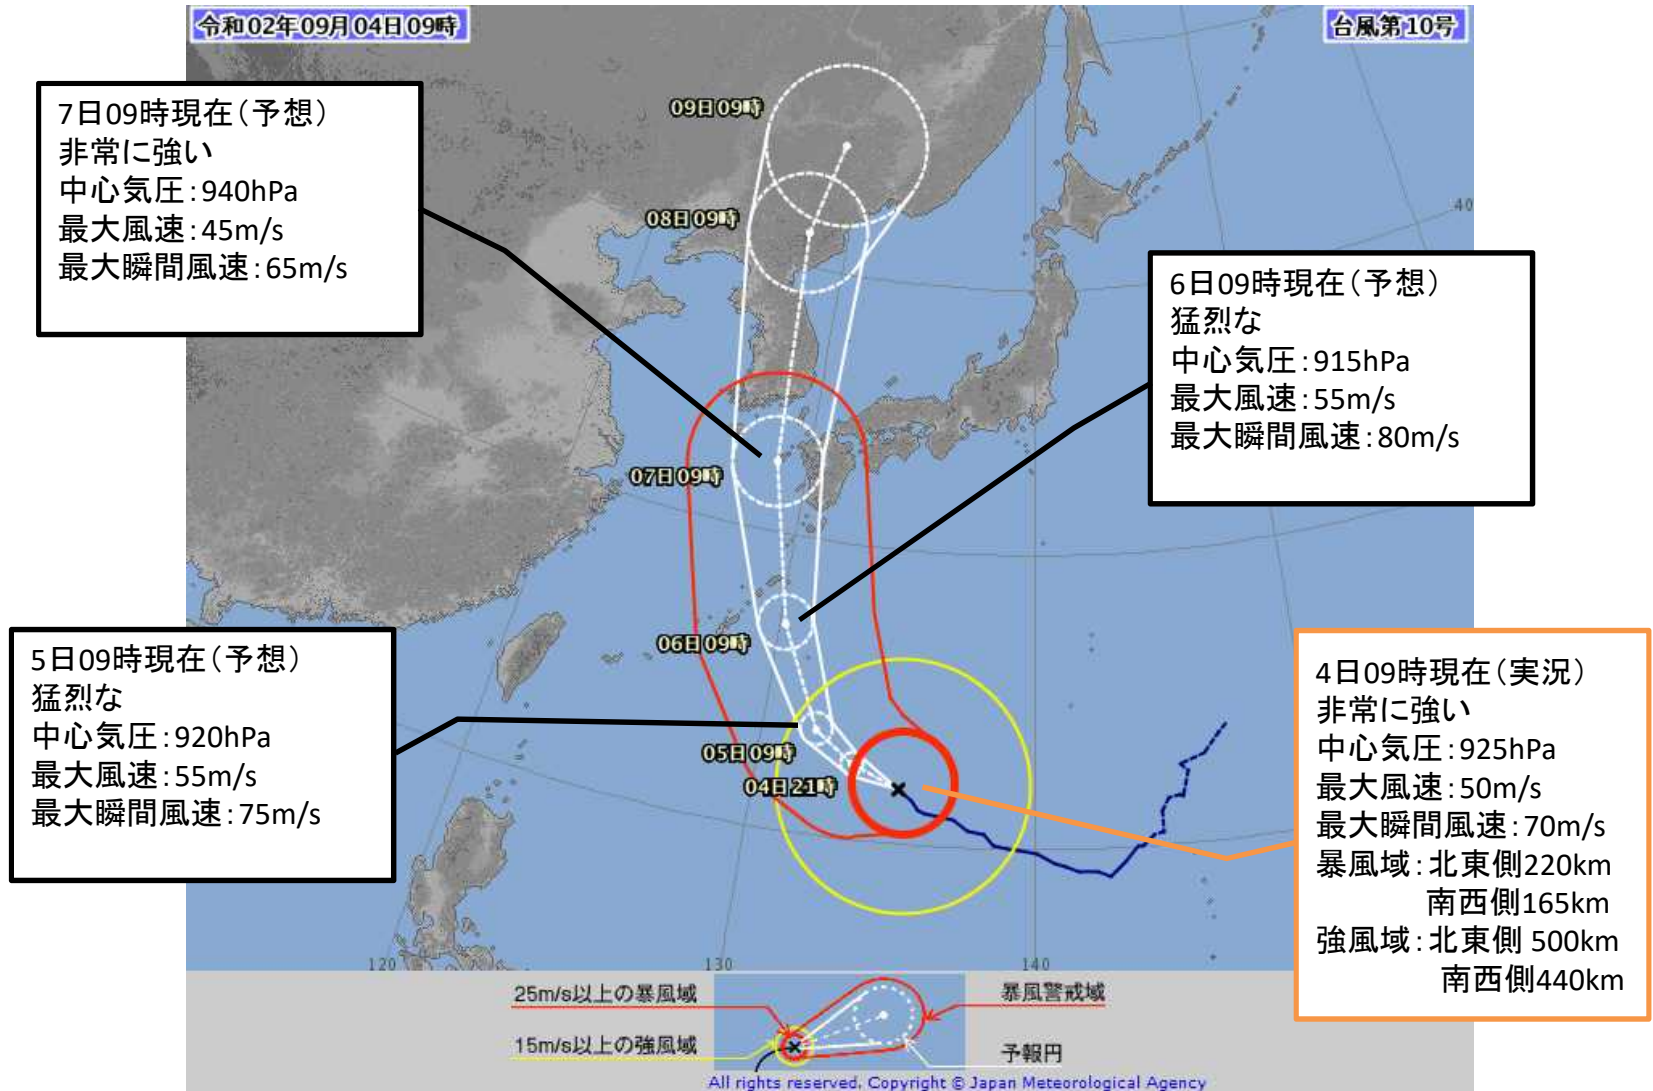 令和02年09月04日09時
台風第10号
7日09時現在（予想）
非常に強い
中心気圧：940hPa
最大風速：45m/s
最大瞬間風速：65m/s
09日09時
08日09時
40
6日09時現在（予想）
猛烈な
中心気圧：915hPa
最大風速：55m/s
最大瞬間風速：80m/s
07日09時
06日09時
5日09時現在（予想）
猛烈な
中心気圧：920hPa
最大風速：55m/s
最大瞬間風速：75m/s
05日09時
04日21時
4日09時現在（実況）
非常に強い
中心気圧：925hPa
最大風速：50m/s
最大瞬間風速：70m/s
暴風域：北東側220km
南西側165km
強風域：北東側 500km
南西側440km
120
130
140
25m/s以上の暴風域
暴風警戒域
15m/s以上の強風域
予報円
All rights reserved. Copyright © Japan Meteorological Agency